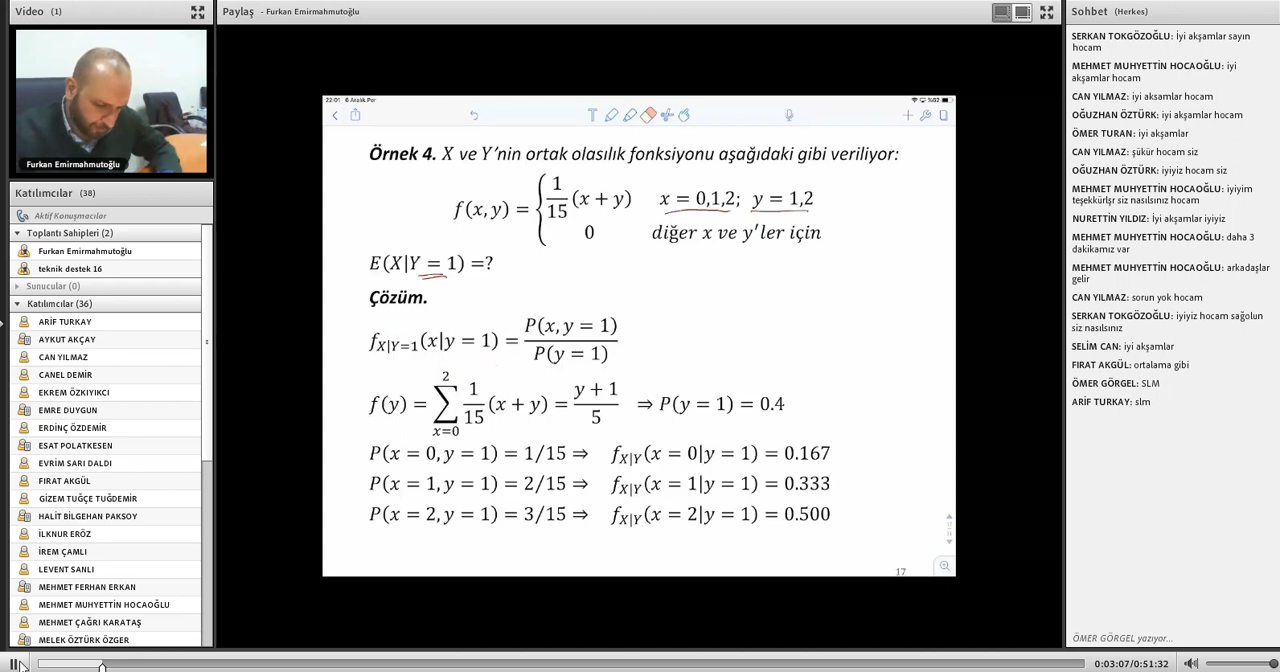 Video (1)
Furkan Emirmahmutoğlu
Katılımcılar (38)
Aktif Konuşmacılar
Toplantı Sahipleri (2)
Furkan Emirmahmutoğlu
teknik destek 16
Sunucular (0)
Katılımcılar (36)
ARİF TURKAY
AYKUT AKÇAY
CAN YILMAZ
CANEL DEMİR
EKREM ÖZKIYIKCI
EMRE DUYGUN
ERDİNÇ ÖZDEMİR
ESAT POLATKESEN
EVRİM SARI DALDI
FIRAT AKGÜL
GİZEM TUĞÇE TUĞDEMİR
HALİT BİLGEHAN PAKSOY
İLKNUR ERÖZ
İREM ÇAMLI
LEVENT SANLI
MEHMET FERHAN ERKAN
MEHMET MUHYETTİN HOCAOĞLU
MEHMET ÇAĞRI KARATAŞ
MELEK ÖZTÜRK ÖZGER
Paylaş - Furkan Emirmahmutoğlu
22:01 6 Aralık Per %62
Örnek 4. X ve Y'nin ortak olasılık fonksiyonu aşağıdaki gibi veriliyor:
f(x, y) = { 1/15 (x + y) x = 0,1,2; y = 1,2
0 diğer x ve y'ler için
E(X|Y = 1) =?
Çözüm.
f_{X|Y=1}(x|y = 1) = P(x, y = 1) / P(y = 1)
f(y) = ∑_{x=0}^{2} 1/15 (x + y) = (y + 1)/5 ⇒ P(y = 1) = 0.4
P(x = 0, y = 1) = 1/15 ⇒ f_{X|Y}(x = 0|y = 1) = 0.167
P(x = 1, y = 1) = 2/15 ⇒ f_{X|Y}(x = 1|y = 1) = 0.333
P(x = 2, y = 1) = 3/15 ⇒ f_{X|Y}(x = 2|y = 1) = 0.500
17
Sohbet (Herkes)
SERKAN TOKGÖZOĞLU: İyi akşamlar sayın
hocam
MEHMET MUHYETTİN HOCAOĞLU: iyi
akşamlar hocam
CAN YILMAZ: iyi aksamlar hocam
OĞUZHAN ÖZTÜRK: iyi akşamlar hocam
ÖMER TURAN: iyi akşamlar
CAN YILMAZ: şükür hocam siz
OĞUZHAN ÖZTÜRK: iyiyiz hocam siz
MEHMET MUHYETTİN HOCAOĞLU: iyiyim
teşekkürlşr siz nasılsınız hocam
NURETTİN YILDIZ: İyi akşamlar iyiyiz
MEHMET MUHYETTİN HOCAOĞLU: daha 3
dakikamız var
MEHMET MUHYETTİN HOCAOĞLU: arkadaşlar
gelir
CAN YILMAZ: sorun yok hocam
SERKAN TOKGÖZOĞLU: iyiyiz hocam sağolun
siz nasılsınız
SELİM CAN: iyi akşamlar
FIRAT AKGÜL: ortalama gibi
ÖMER GÖRGEL: SLM
ARİF TURKAY: slm
ÖMER GÖRGEL yazıyor...
0:03:07/0:51:32